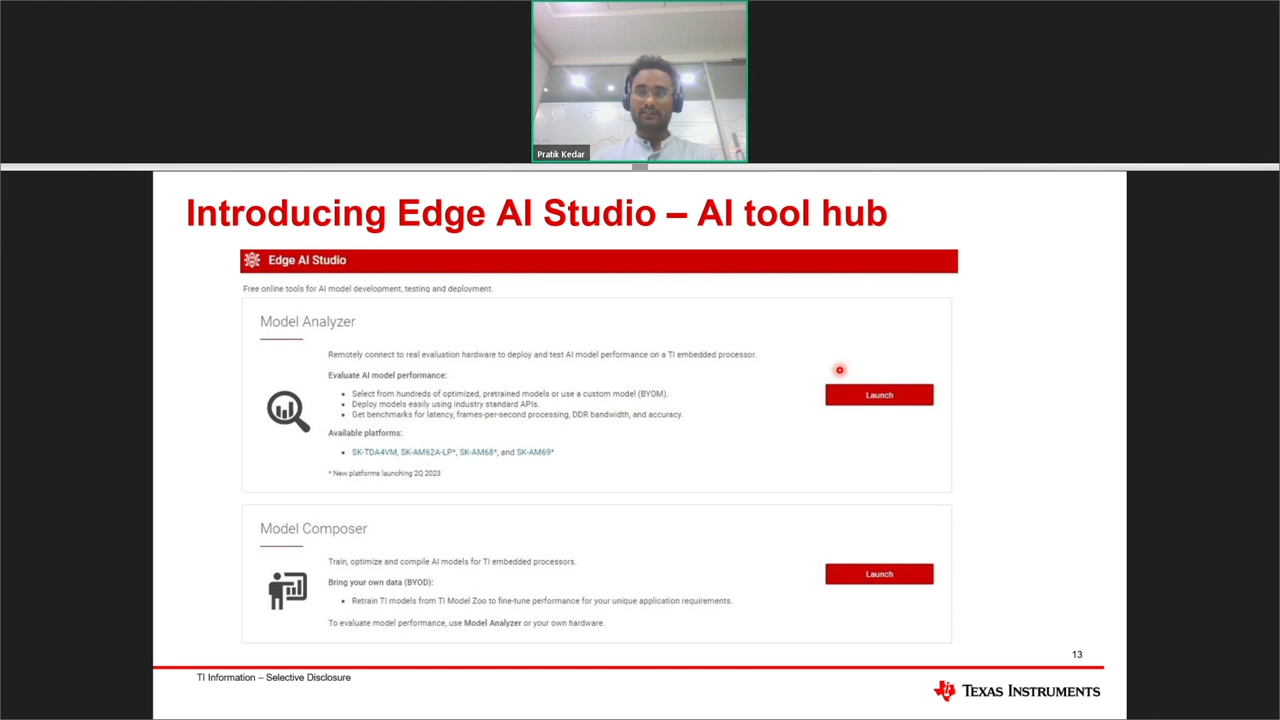 Pratik Kedar
Introducing Edge AI Studio – AI tool hub
Edge AI Studio
Free online tools for AI model development, testing and deployment.
Model Analyzer
Remotely connect to real evaluation hardware to deploy and test AI model performance on a TI embedded processor.
Evaluate AI model performance:
• Select from hundreds of optimized, pretrained models or use a custom model (BYOM).
• Deploy models easily using industry standard APIs.
• Get benchmarks for latency, frames-per-second processing, DDR bandwidth, and accuracy.
Launch
Available platforms:
• SK-TDA4VM, SK-AM62A-LP*, SK-AM68*, and SK-AM69*
* New platforms launching 2Q 2023
Model Composer
Train, optimize and compile AI models for TI embedded processors.
Launch
Bring your own data (BYOD):
• Retrain TI models from TI Model Zoo to fine-tune performance for your unique application requirements.
To evaluate model performance, use Model Analyzer or your own hardware.
13
TI Information – Selective Disclosure
TEXAS INSTRUMENTS